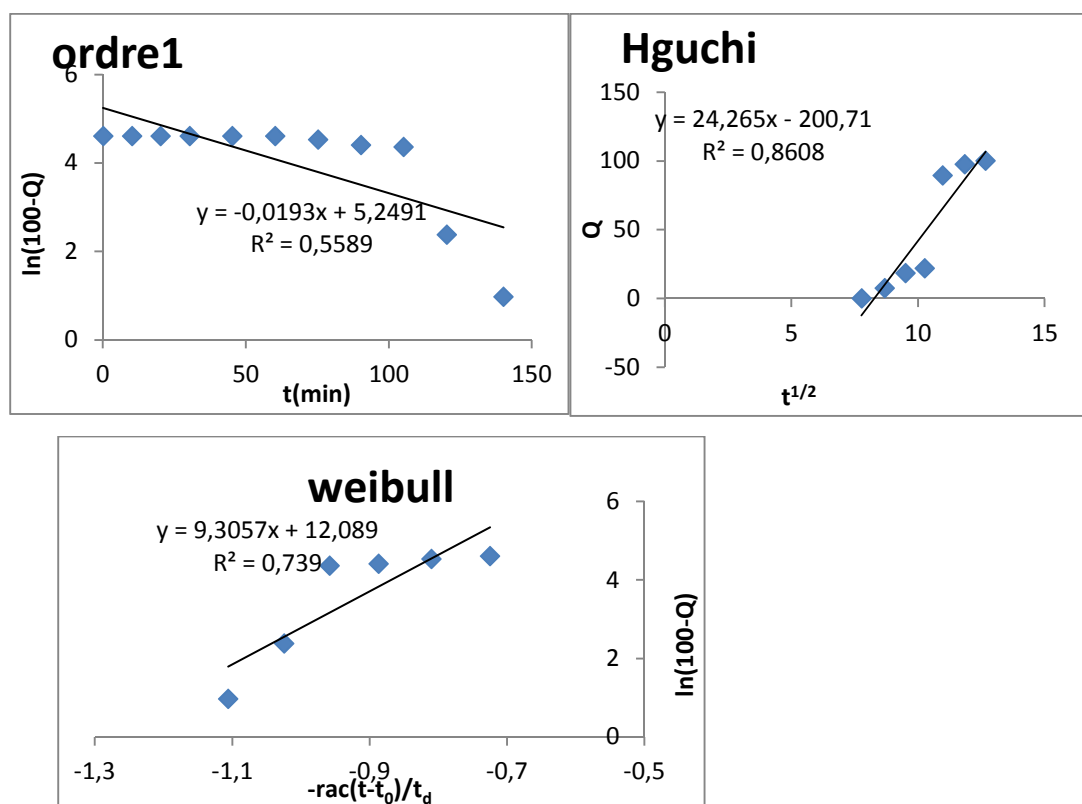 ordre1
6
4
2
0
ln(100-Q)
y = -0,0193x + 5,2491
R² = 0,5589
0 50 100 150
t(min)
Hguchi
150
100
50
0
-50
Q
y = 24,265x - 200,71
R² = 0,8608
0 5 10 15
t¹/²
weibull
y = 9,3057x + 12,089
R² = 0,739
6
4
2
0
ln(100-Q)
-1,3 -1,1 -0,9 -0,7 -0,5
-rac(t-t₀)/t_d